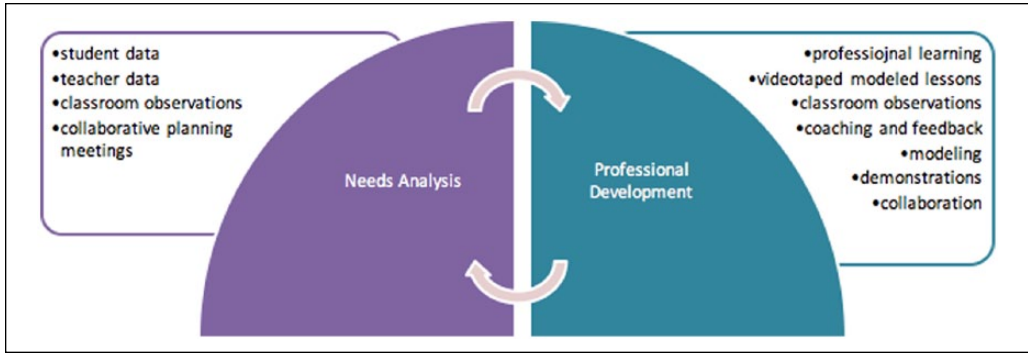 •student data
•teacher data
•classroom observations
•collaborative planning
meetings
Needs Analysis
Professional
Development
•professiojnal learning
•videotaped modeled lessons
•classroom observations
•coaching and feedback
•modeling
•demonstrations
•collaboration